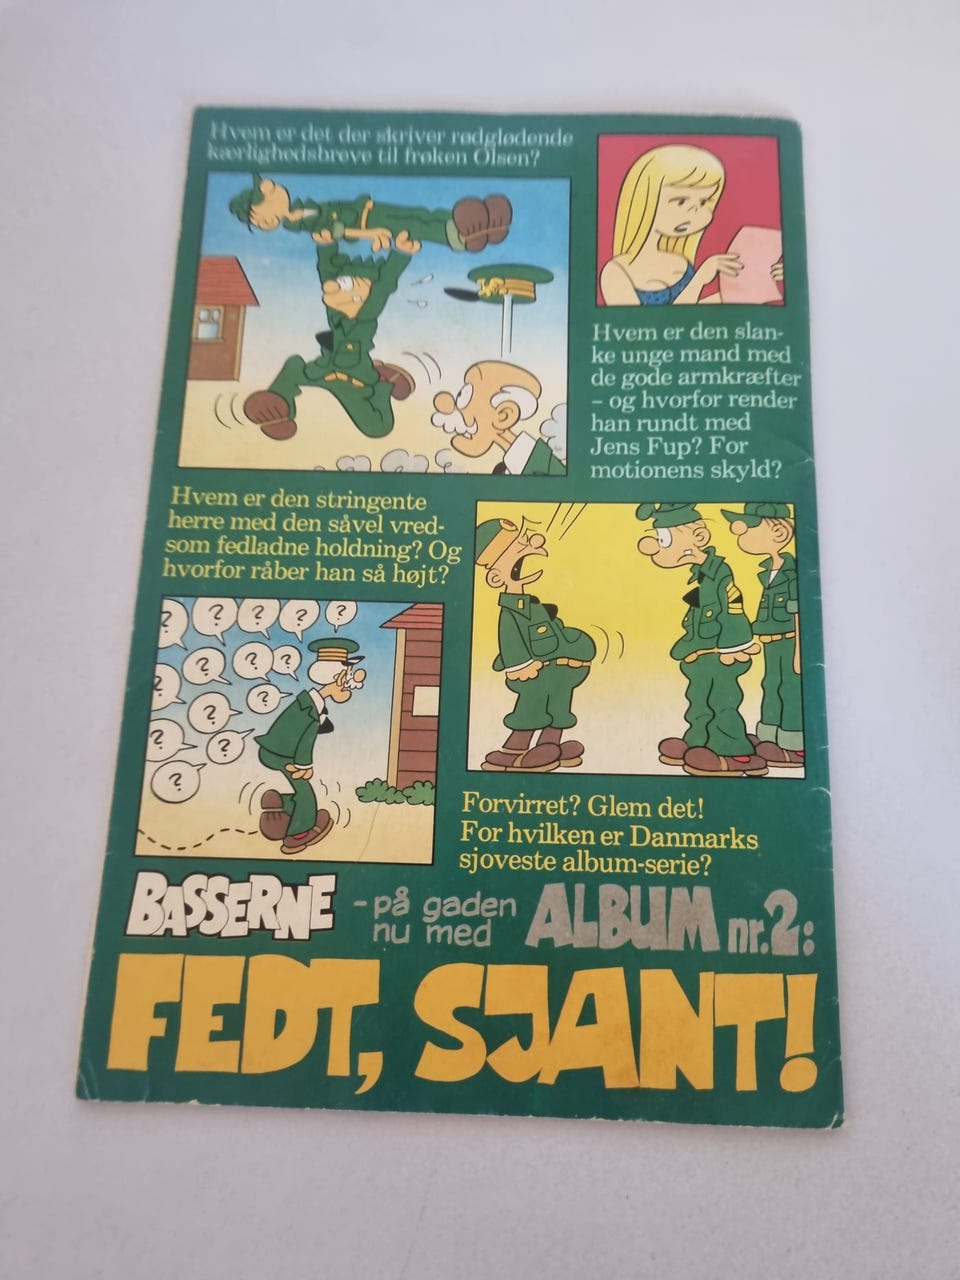 Hvem er det der skriver rødglødende
kærlighedsbreve til frøken Olsen?
Hvem er den slan-
ke unge mand med
de gode armkræfter
– og hvorfor render
han rundt med
Jens Fup? For
motionens skyld?
Hvem er den stringente
herre med den såvel vred-
som fedladne holdning? Og
hvorfor råber han så højt?
? ? ? ? ?
? ? ?
? ? ?
? ?
?
Forvirret? Glem det!
For hvilken er Danmarks
sjoveste album-serie?
BASSERNE - på gaden
nu med ALBUM nr.2:
FEDT, SJANT!